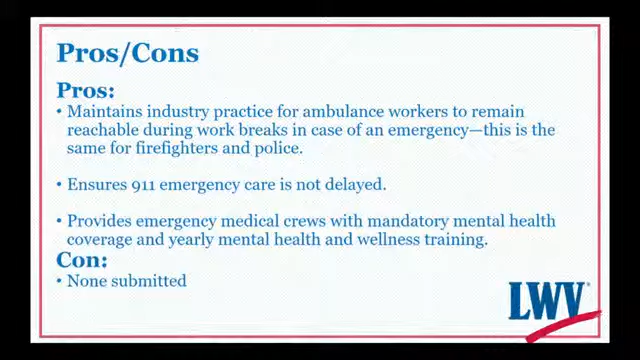 Pros/Cons
Pros:
• Maintains industry practice for ambulance workers to remain
reachable during work breaks in case of an emergency—this is the
same for firefighters and police.
• Ensures 911 emergency care is not delayed.
• Provides emergency medical crews with mandatory mental health
coverage and yearly mental health and wellness training.
Con:
• None submitted
LWV®